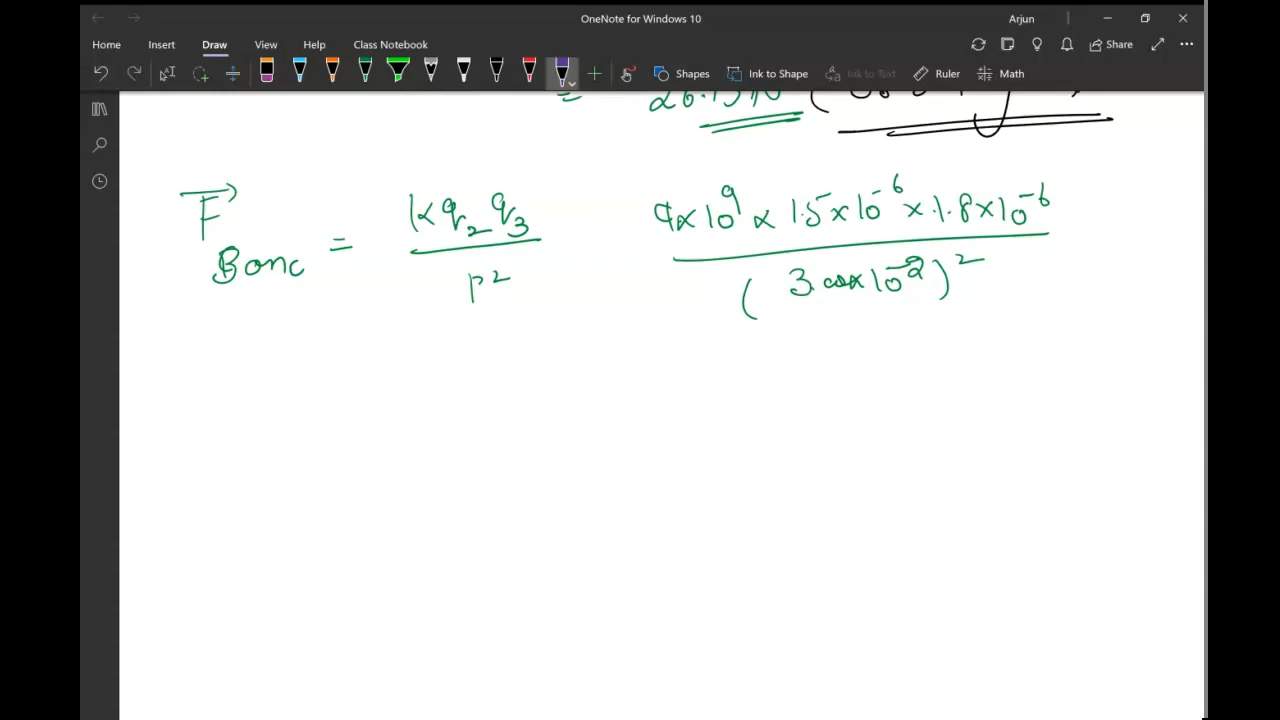 OneNote for Windows 10
Arjun
Home Insert Draw View Help Class Notebook
Share
Shapes Ink to Shape Ink to Text Ruler Math
F⃗ B on C = kq₂q₃ / r² 9×10⁹ × 1.5×10⁻⁶ × 1.8×10⁻⁶ / (3.00×10⁻²)²